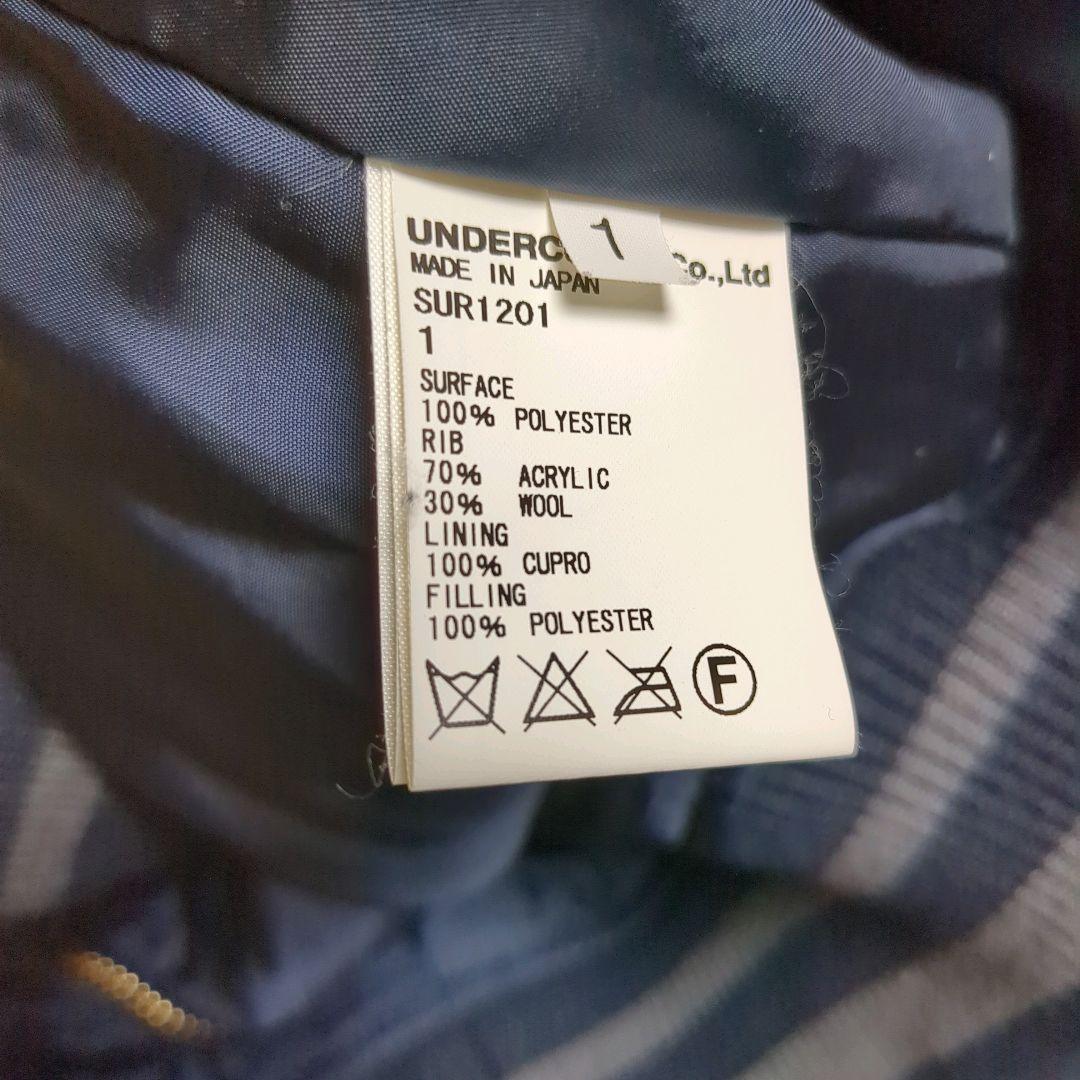 1
UNDERC Co.,Ltd
MADE IN JAPAN
SUR1201
1
SURFACE
100% POLYESTER
RIB
70% ACRYLIC
30% WOOL
LINING
100% CUPRO
FILLING
100% POLYESTER
F